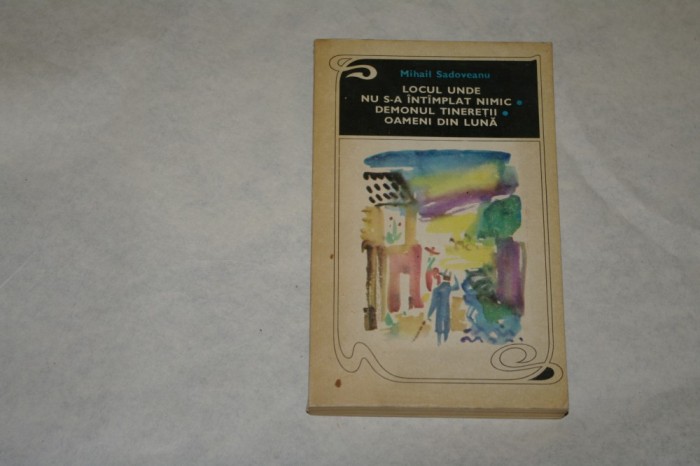 Mihail Sadoveanu
LOCUL UNDE
NU S-A ÎNTÎMPLAT NIMIC •
DEMONUL TINEREȚII •
OAMENI DIN LUNĂ